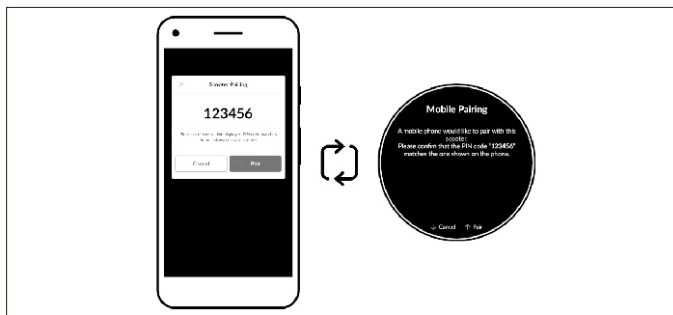 Scooter Pairing
123456
Cancel
Pair
Mobile Pairing
A mobile phone would like to pair with this
scooter.
Please confirm that the PIN code "123456"
matches the one shown on the phone.
↓ Cancel ↑ Pair